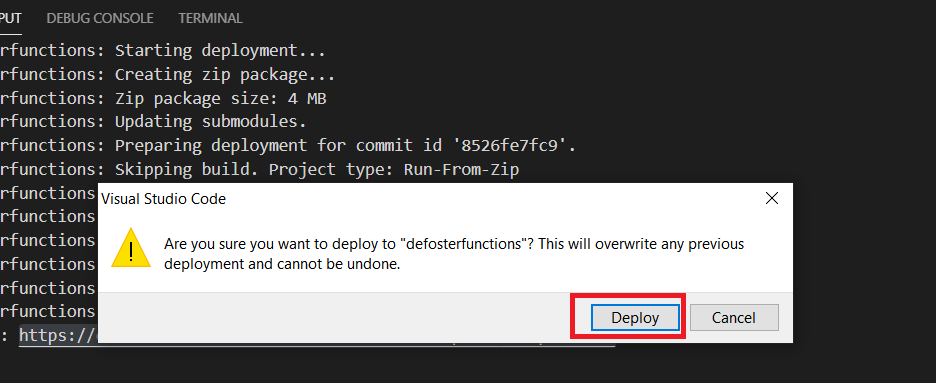 PUT DEBUG CONSOLE TERMINAL
rfunctions: Starting deployment...
rfunctions: Creating zip package...
rfunctions: Zip package size: 4 MB
rfunctions: Updating submodules.
rfunctions: Preparing deployment for commit id '8526fe7fc9'.
rfunctions: Skipping build. Project type: Run-From-Zip
rfunctions
rfunctions
rfunctions
rfunctions
rfunctions
rfunctions
: https://
Visual Studio Code
Are you sure you want to deploy to "defosterfunctions"? This will overwrite any previous
deployment and cannot be undone.
Deploy Cancel